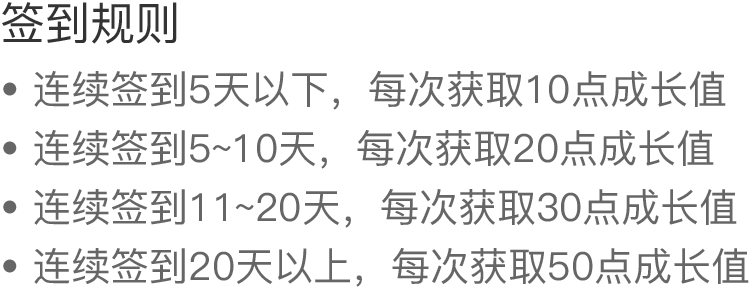 签到规则
• 连续签到5天以下，每次获取10点成长值
• 连续签到5~10天，每次获取20点成长值
• 连续签到11~20天，每次获取30点成长值
• 连续签到20天以上，每次获取50点成长值